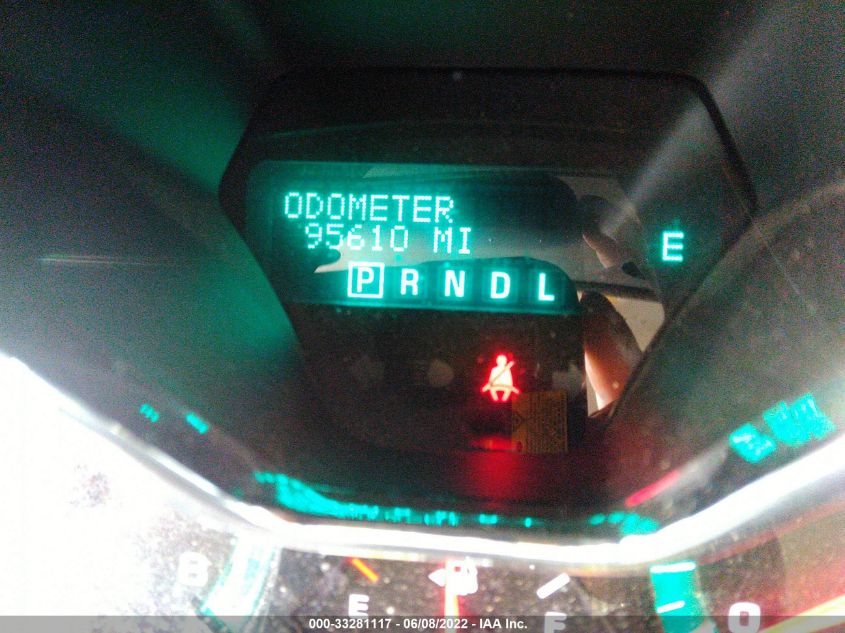 ODOMETER
95610 MI
E
P R N D L
E
F
000-33281117 - 06/08/2022 - IAA Inc.